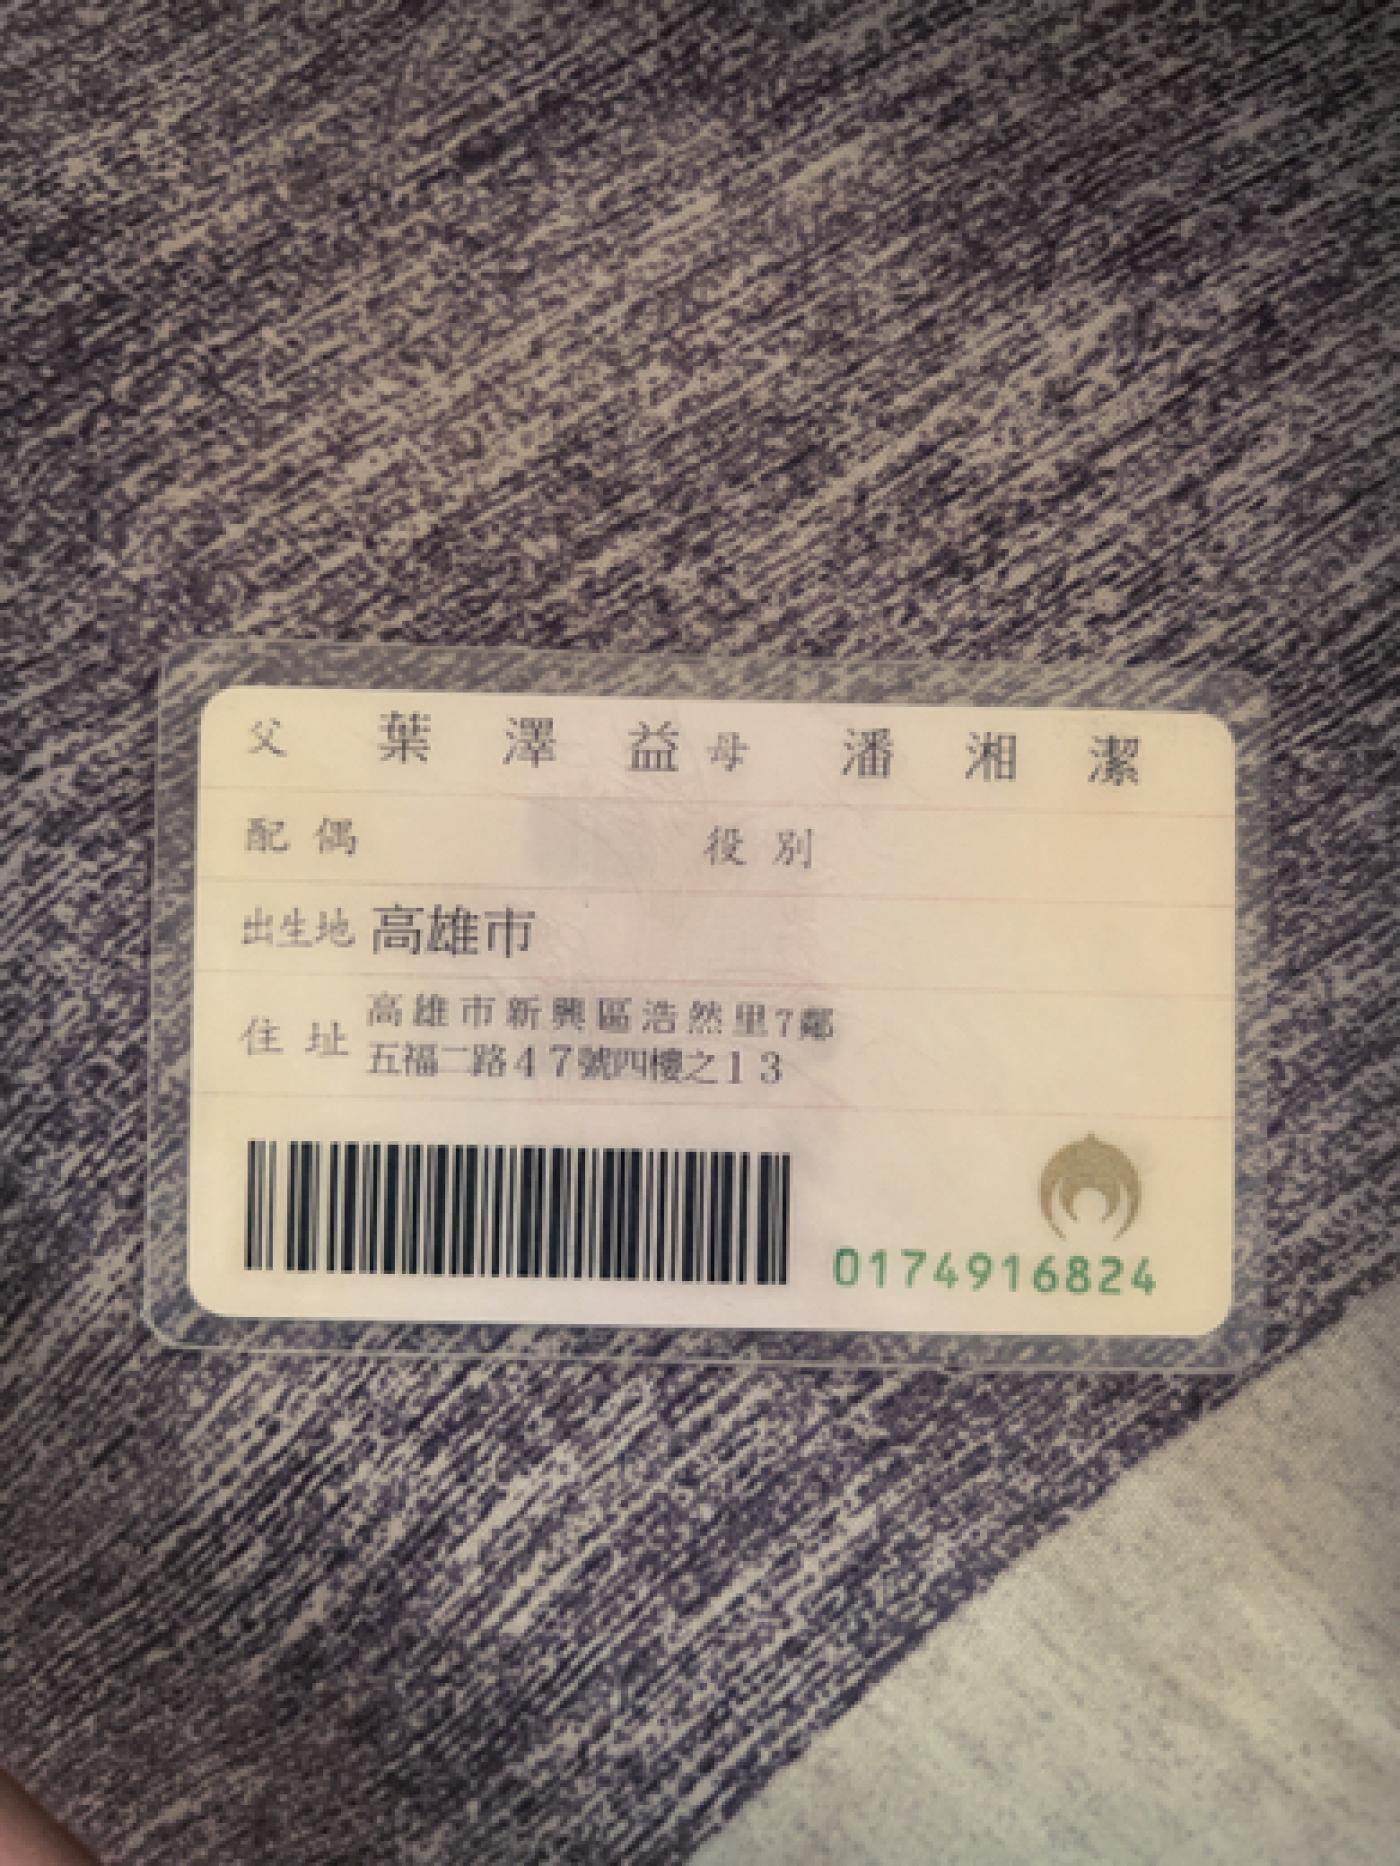 父 葉澤益 母 潘湘潔
配偶 役別
出生地 高雄市
住址 高雄市新興區浩然里7鄰
五福二路47號四樓之13
0174916824